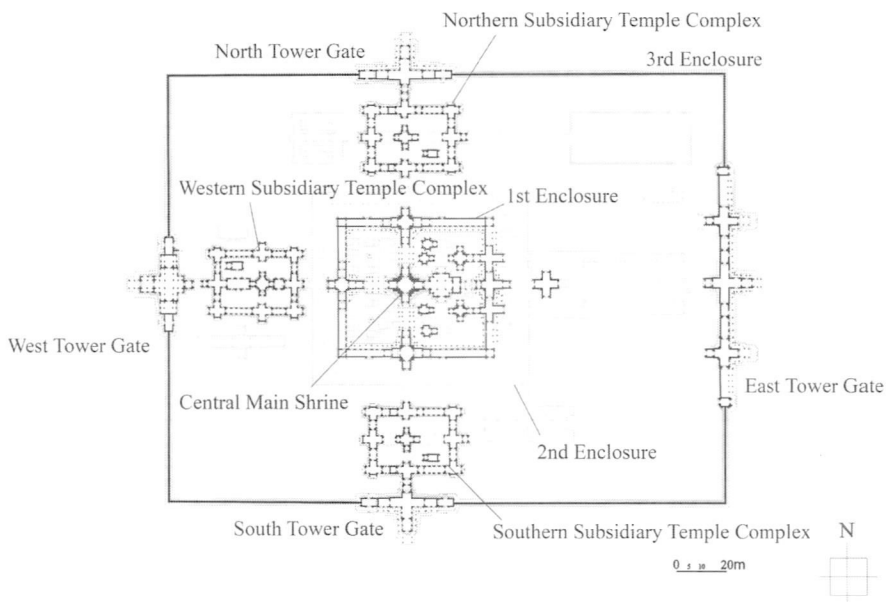 Northern Subsidiary Temple Complex
North Tower Gate
3rd Enclosure
Western Subsidiary Temple Complex
1st Enclosure
West Tower Gate
Central Main Shrine
East Tower Gate
2nd Enclosure
South Tower Gate
Southern Subsidiary Temple Complex
N
0 5 10 20m